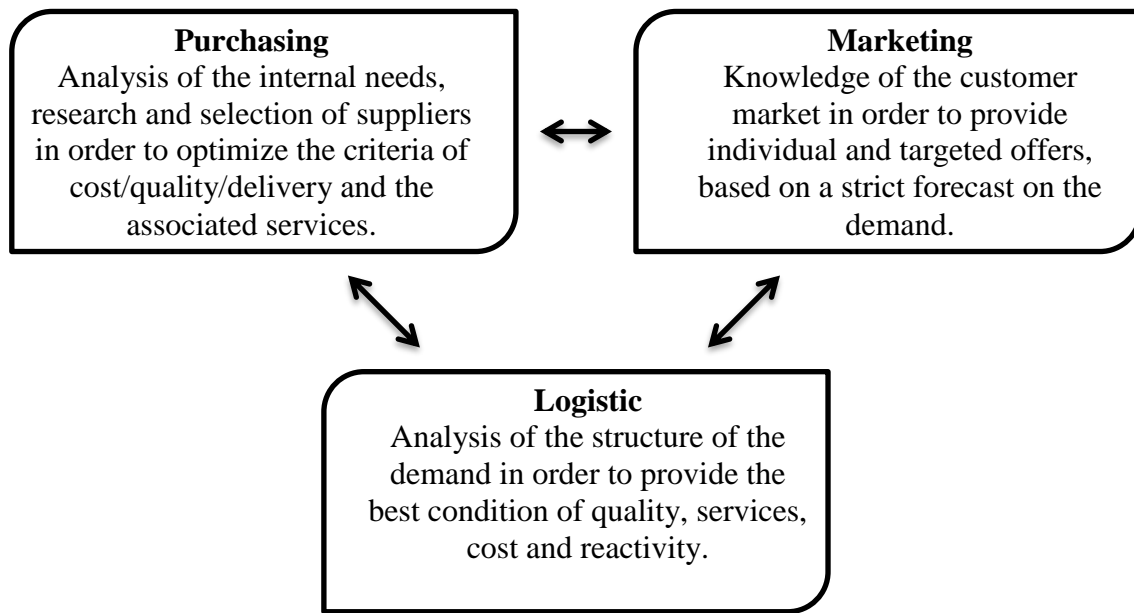 Purchasing
Analysis of the internal needs,
research and selection of suppliers
in order to optimize the criteria of
cost/quality/delivery and the
associated services.
Marketing
Knowledge of the customer
market in order to provide
individual and targeted offers,
based on a strict forecast on the
demand.
Logistic
Analysis of the structure of the
demand in order to provide the
best condition of quality, services,
cost and reactivity.